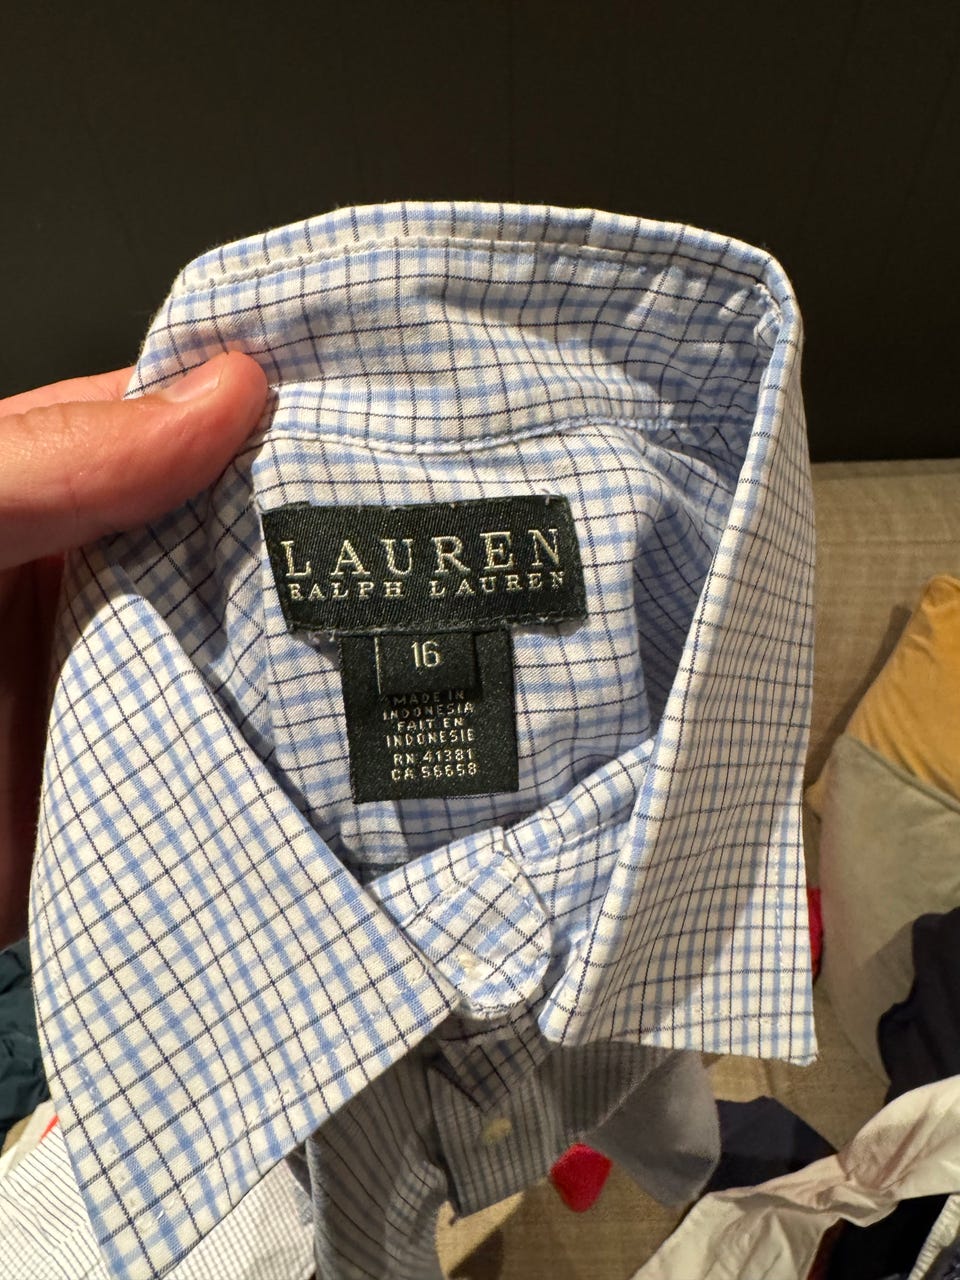 LAUREN
RALPH LAUREN
16
MADE IN
INDONESIA
FAIT EN
INDONESIE
RN 41381
CA 56658